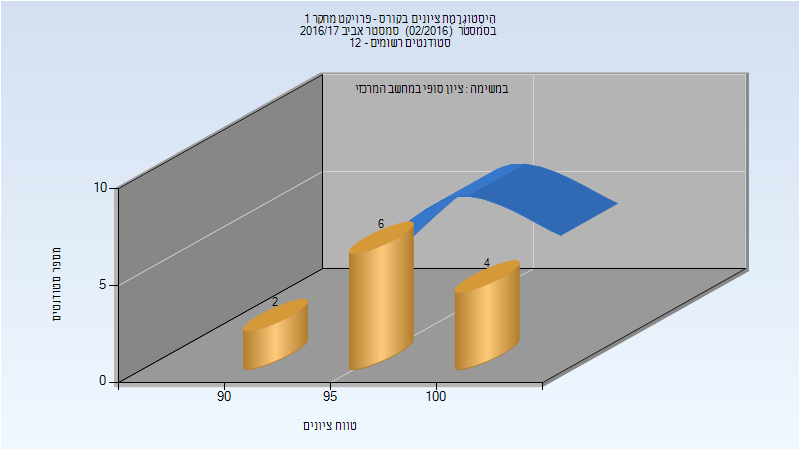 היסטוגרמת ציונים בקורס - פרויקט מחקר 1
בסמסטר (02/2016) סמסטר אביב 2016/17
סטודנטים רשומים - 12
במשימה : ציון סופי במחשב המרכזי
מספר סטודנטים
10
5
0
2
6
4
90
95
100
טווח ציונים